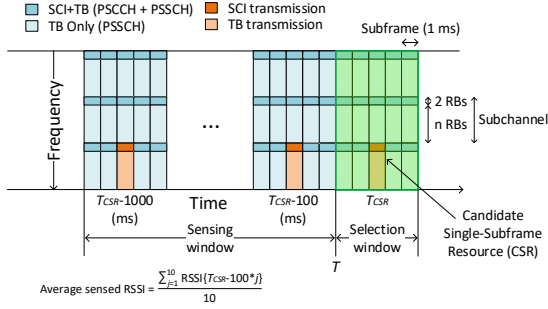 SCI+TB (PSCCH + PSSCH)
TB Only (PSSCH)
SCI transmission
TB transmission
Subframe (1 ms)
Frequency
...
2 RBs
n RBs
Subchannel
TCSR-1000
(ms)
Time
TCSR-100
(ms)
TCSR
Sensing
window
Selection
window
T
Candidate
Single-Subframe
Resource (CSR)
Average sensed RSSI = ∑10j=1 RSSI{TCSR-100*j}
10